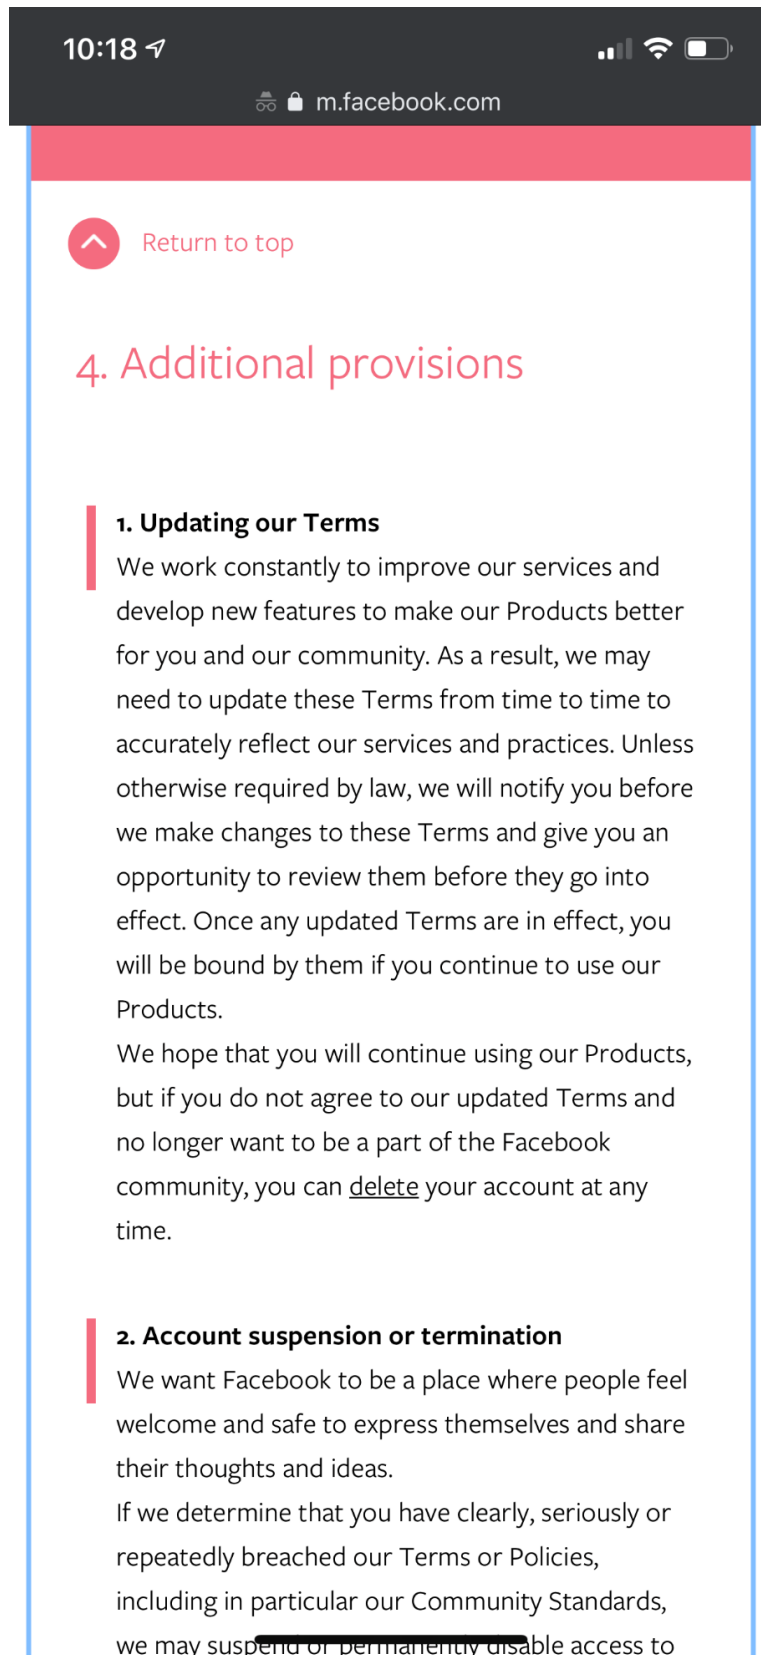 10:18
m.facebook.com
Return to top
4. Additional provisions
1. Updating our Terms
We work constantly to improve our services and
develop new features to make our Products better
for you and our community. As a result, we may
need to update these Terms from time to time to
accurately reflect our services and practices. Unless
otherwise required by law, we will notify you before
we make changes to these Terms and give you an
opportunity to review them before they go into
effect. Once any updated Terms are in effect, you
will be bound by them if you continue to use our
Products.
We hope that you will continue using our Products,
but if you do not agree to our updated Terms and
no longer want to be a part of the Facebook
community, you can delete your account at any
time.
2. Account suspension or termination
We want Facebook to be a place where people feel
welcome and safe to express themselves and share
their thoughts and ideas.
If we determine that you have clearly, seriously or
repeatedly breached our Terms or Policies,
including in particular our Community Standards,
we may suspend or permanently disable access to